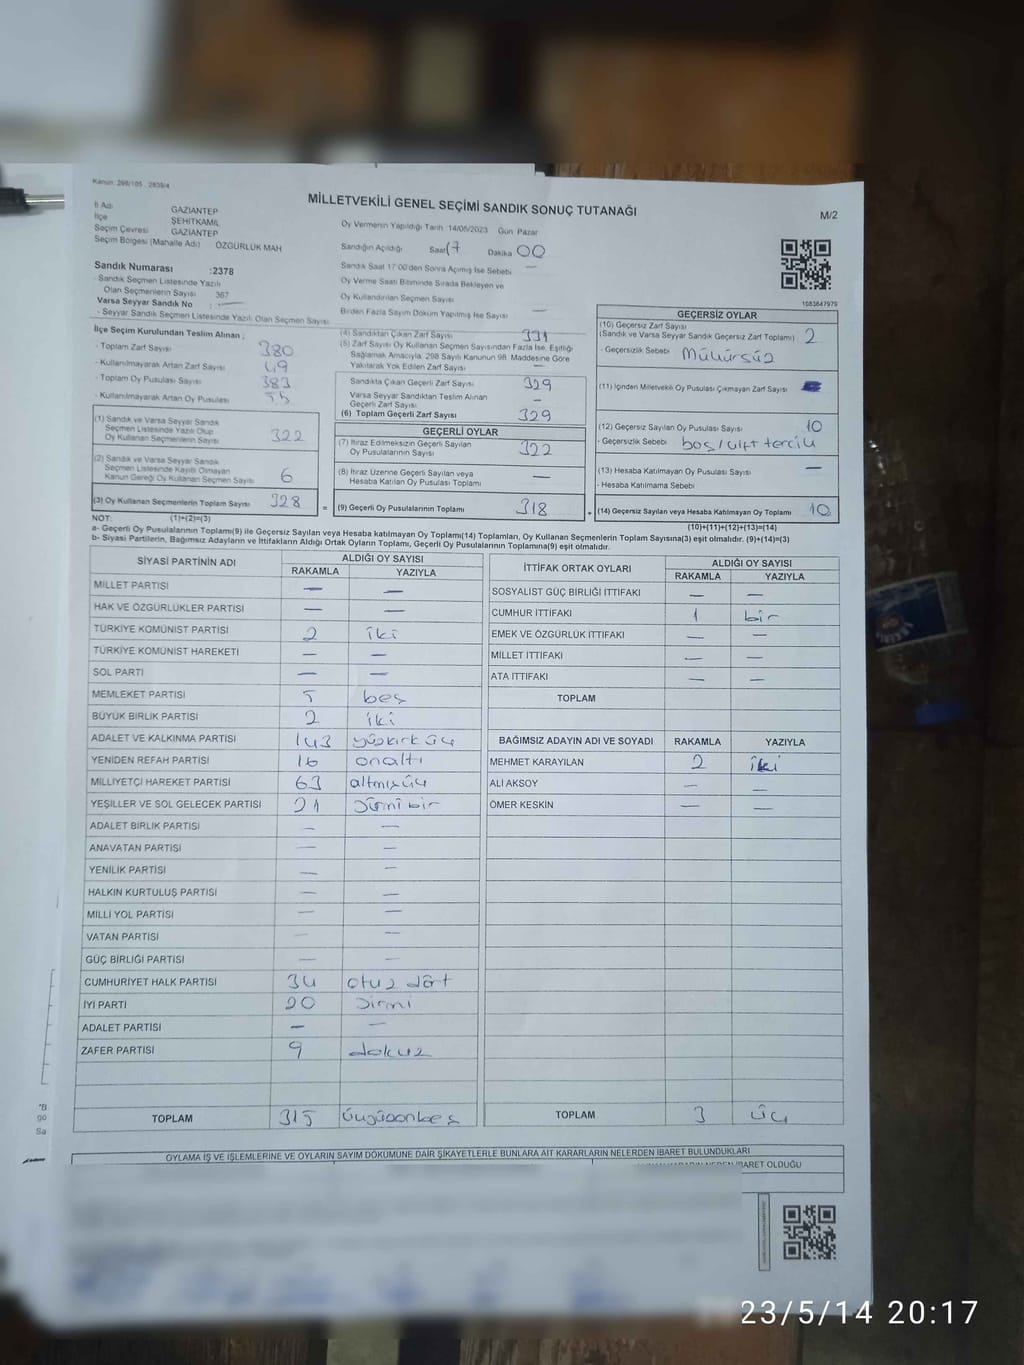 Kanun: 298/105 2839/4
MİLLETVEKİLİ GENEL SEÇİMİ SANDIK SONUÇ TUTANAĞI
M/2
İl Adı GAZİANTEP
İlçe ŞEHİTKAMİL
Seçim Çevresi GAZİANTEP
Seçim Bölgesi (Mahalle Adı) ÖZGÜRLÜK MAH
Oy Vermenin Yapıldığı Tarih 14/05/2023 Gün Pazar
Sandığın Açıldığı Saat 17 Dakika 00
Sandık Saat 17:00'den Sonra Açılmış İse Sebebi —
Oy Verme Saati Bitiminde Sırada Bekleyen ve
Oy Kullandırılan Seçmen Sayısı —
Birden Fazla Sayım Döküm Yapılmış İse Sayısı —
Sandık Numarası :2378
- Sandık Seçmen Listesinde Yazılı
Olan Seçmenlerin Sayısı 367
Varsa Seyyar Sandık No : —
- Seyyar Sandık Seçmen Listesinde Yazılı Olan Seçmen Sayısı
1083647979
İlçe Seçim Kurulundan Teslim Alınan ;
- Toplam Zarf Sayısı 380
- Kullanılmayarak Artan Zarf Sayısı 49
- Toplam Oy Pusulası Sayısı 383
- Kullanılmayarak Artan Oy Pusulası
(1) Sandık ve Varsa Seyyar Sandık
Seçmen Listesinde Yazılı Olup
Oy Kullanan Seçmenlerin Sayısı 322
(2) Sandık ve Varsa Seyyar Sandık
Seçmen Listesinde Kayıtlı Olmayan
Kanun Gereği Oy Kullanan Seçmen Sayısı 6
(3) Oy Kullanan Seçmenlerin Toplam Sayısı 328
(4) Sandıktan Çıkan Zarf Sayısı 331
(5) Zarf Sayısı Oy Kullanan Seçmen Sayısından Fazla İse, Eşitliği
Sağlamak Amacıyla, 298 Sayılı Kanunun 98. Maddesine Göre
Yakılarak Yok Edilen Zarf Sayısı —
Sandıkta Çıkan Geçerli Zarf Sayısı 329
Varsa Seyyar Sandıktan Teslim Alınan
Geçerli Zarf Sayısı —
(6) Toplam Geçerli Zarf Sayısı 329
GEÇERLİ OYLAR
(7) İtiraz Edilmeksizin Geçerli Sayılan
Oy Pusulalarının Sayısı 322
(8) İtiraz Üzerine Geçerli Sayılan veya
Hesaba Katılan Oy Pusulası Toplamı —
= (9) Geçerli Oy Pusulalarının Toplamı 318
GEÇERSİZ OYLAR
(10) Geçersiz Zarf Sayısı
(Sandık ve Varsa Seyyar Sandık Geçersiz Zarf Toplamı) 2
- Geçersizlik Sebebi Mühürsüz
(11) İçinden Milletvekili Oy Pusulası Çıkmayan Zarf Sayısı
(12) Geçersiz Sayılan Oy Pusulası Sayısı 10
- Geçersizlik Sebebi boş/çift tercih
(13) Hesaba Katılmayan Oy Pusulası Sayısı —
- Hesaba Katılmama Sebebi
+ (14) Geçersiz Sayılan veya Hesaba Katılmayan Oy Toplamı 10
NOT: (1)+(2)=(3) (10)+(11)+(12)+(13)=(14)
a- Geçerli Oy Pusulalarının Toplamı(9) ile Geçersiz Sayılan veya Hesaba katılmayan Oy Toplamı(14) Toplamları, Oy Kullanan Seçmenlerin Toplam Sayısına(3) eşit olmalıdır. (9)+(14)=(3)
b- Siyasi Partilerin, Bağımsız Adayların ve İttifakların Aldığı Ortak Oyların Toplamı, Geçerli Oy Pusulalarının Toplamına(9) eşit olmalıdır.
SİYASİ PARTİNİN ADI ALDIĞI OY SAYISI
RAKAMLA YAZIYLA
MİLLET PARTİSİ — —
HAK VE ÖZGÜRLÜKLER PARTİSİ — —
TÜRKİYE KOMÜNİST PARTİSİ 2 iki
TÜRKİYE KOMÜNİST HAREKETİ — —
SOL PARTİ — —
MEMLEKET PARTİSİ 5 beş
BÜYÜK BİRLİK PARTİSİ 2 iki
ADALET VE KALKINMA PARTİSİ 143 yüzkırk üç
YENİDEN REFAH PARTİSİ 16 onaltı
MİLLİYETÇİ HAREKET PARTİSİ 63 altmışüç
YEŞİLLER VE SOL GELECEK PARTİSİ 21 yirmi bir
ADALET BİRLİK PARTİSİ — —
ANAVATAN PARTİSİ — —
YENİLİK PARTİSİ — —
HALKIN KURTULUŞ PARTİSİ — —
MİLLİ YOL PARTİSİ — —
VATAN PARTİSİ — —
GÜÇ BİRLİĞİ PARTİSİ — —
CUMHURİYET HALK PARTİSİ 34 otuz dört
İYİ PARTİ 20 yirmi
ADALET PARTİSİ — —
ZAFER PARTİSİ 9 dokuz
TOPLAM 315 üçyüzonbeş
İTTİFAK ORTAK OYLARI ALDIĞI OY SAYISI
RAKAMLA YAZIYLA
SOSYALİST GÜÇ BİRLİĞİ İTTİFAKI — —
CUMHUR İTTİFAKI 1 bir
EMEK VE ÖZGÜRLÜK İTTİFAKI — —
MİLLET İTTİFAKI — —
ATA İTTİFAKI — —
TOPLAM
BAĞIMSIZ ADAYIN ADI VE SOYADI RAKAMLA YAZIYLA
MEHMET KARAYILAN 2 iki
ALİ AKSOY — —
ÖMER KESKİN — —
TOPLAM 3 üç
OYLAMA İŞ VE İŞLEMLERİNE VE OYLARIN SAYIM DÖKÜMÜNE DAİR ŞİKAYETLERLE BUNLARA AİT KARARLARIN NELERDEN İBARET BULUNDUKLARI
İBARET OLDUĞU
23/5/14 20:17